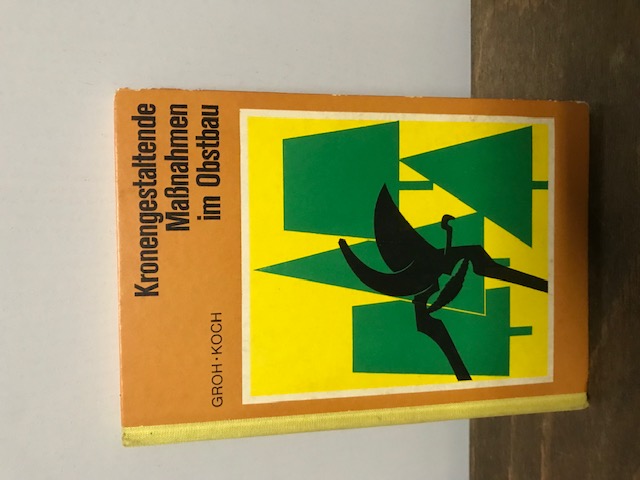 GROH · KOCH
Kronengestaltende
Maßnahmen
im Obstbau